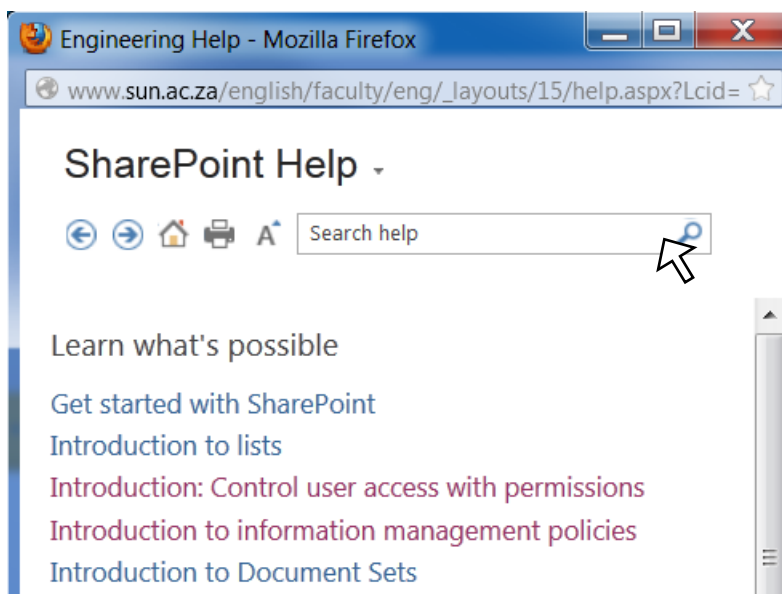 Engineering Help - Mozilla Firefox
www.sun.ac.za/english/faculty/eng/_layouts/15/help.aspx?Lcid=
SharePoint Help
A
Search help
Learn what's possible
Get started with SharePoint
Introduction to lists
Introduction: Control user access with permissions
Introduction to information management policies
Introduction to Document Sets